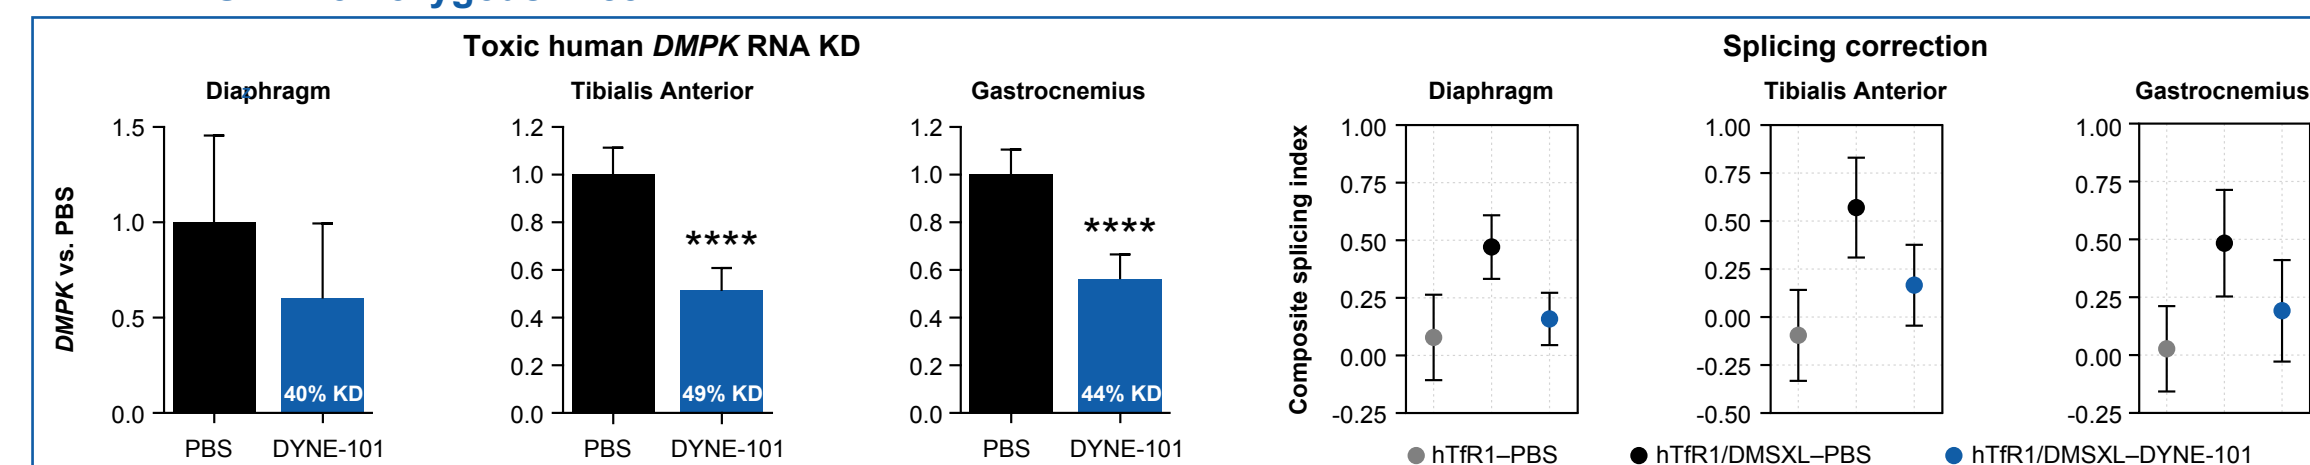 Toxic human DMPK RNA KD
Splicing correction
Diaphragm
Tibialis Anterior
Gastrocnemius
Diaphragm
Tibialis Anterior
Gastrocnemius
DMPK vs. PBS
1.5
1.0
0.5
0.0
40% KD
PBS DYNE-101
1.2
1.0
0.8
0.6
0.4
0.2
0.0
****
49% KD
PBS DYNE-101
1.2
1.0
0.8
0.6
0.4
0.2
0.0
****
44% KD
PBS DYNE-101
Composite splicing index
1.00
0.75
0.50
0.25
0.00
-0.25
1.00
0.75
0.50
0.25
0.00
-0.25
-0.50
1.00
0.75
0.50
0.25
0.00
-0.25
hTfR1–PBS
hTfR1/DMSXL–PBS
hTfR1/DMSXL–DYNE-101